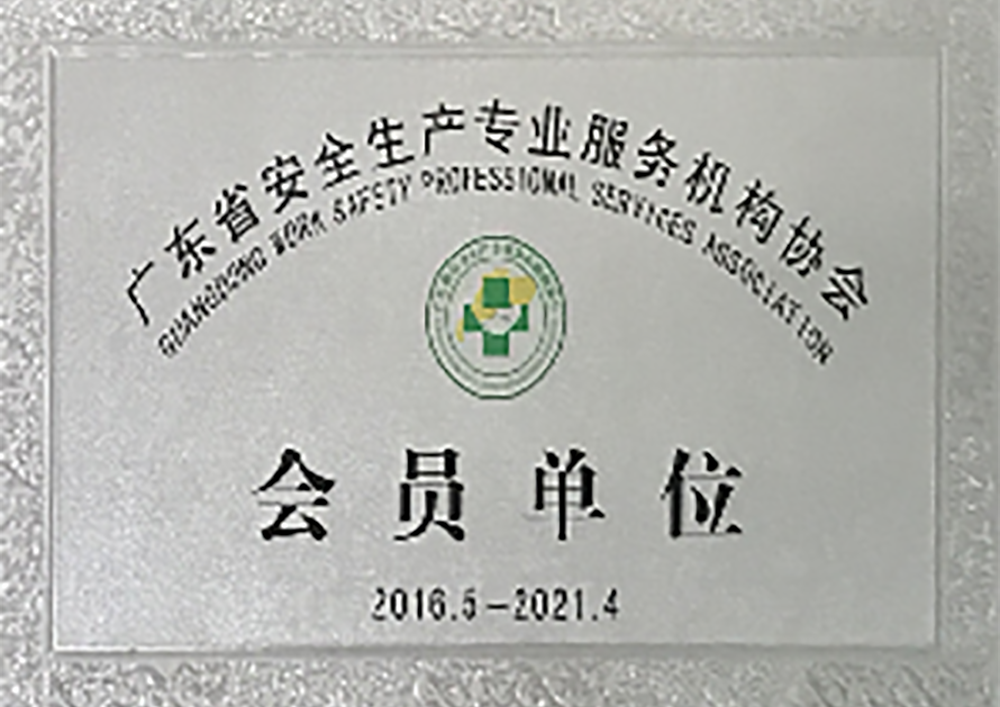 广东省安全生产专业服务机构协会
GUANGDONG WORK SAFETY PROFESSIONAL SERVICES ASSOCIATION
会员单位
2016.5-2021.4